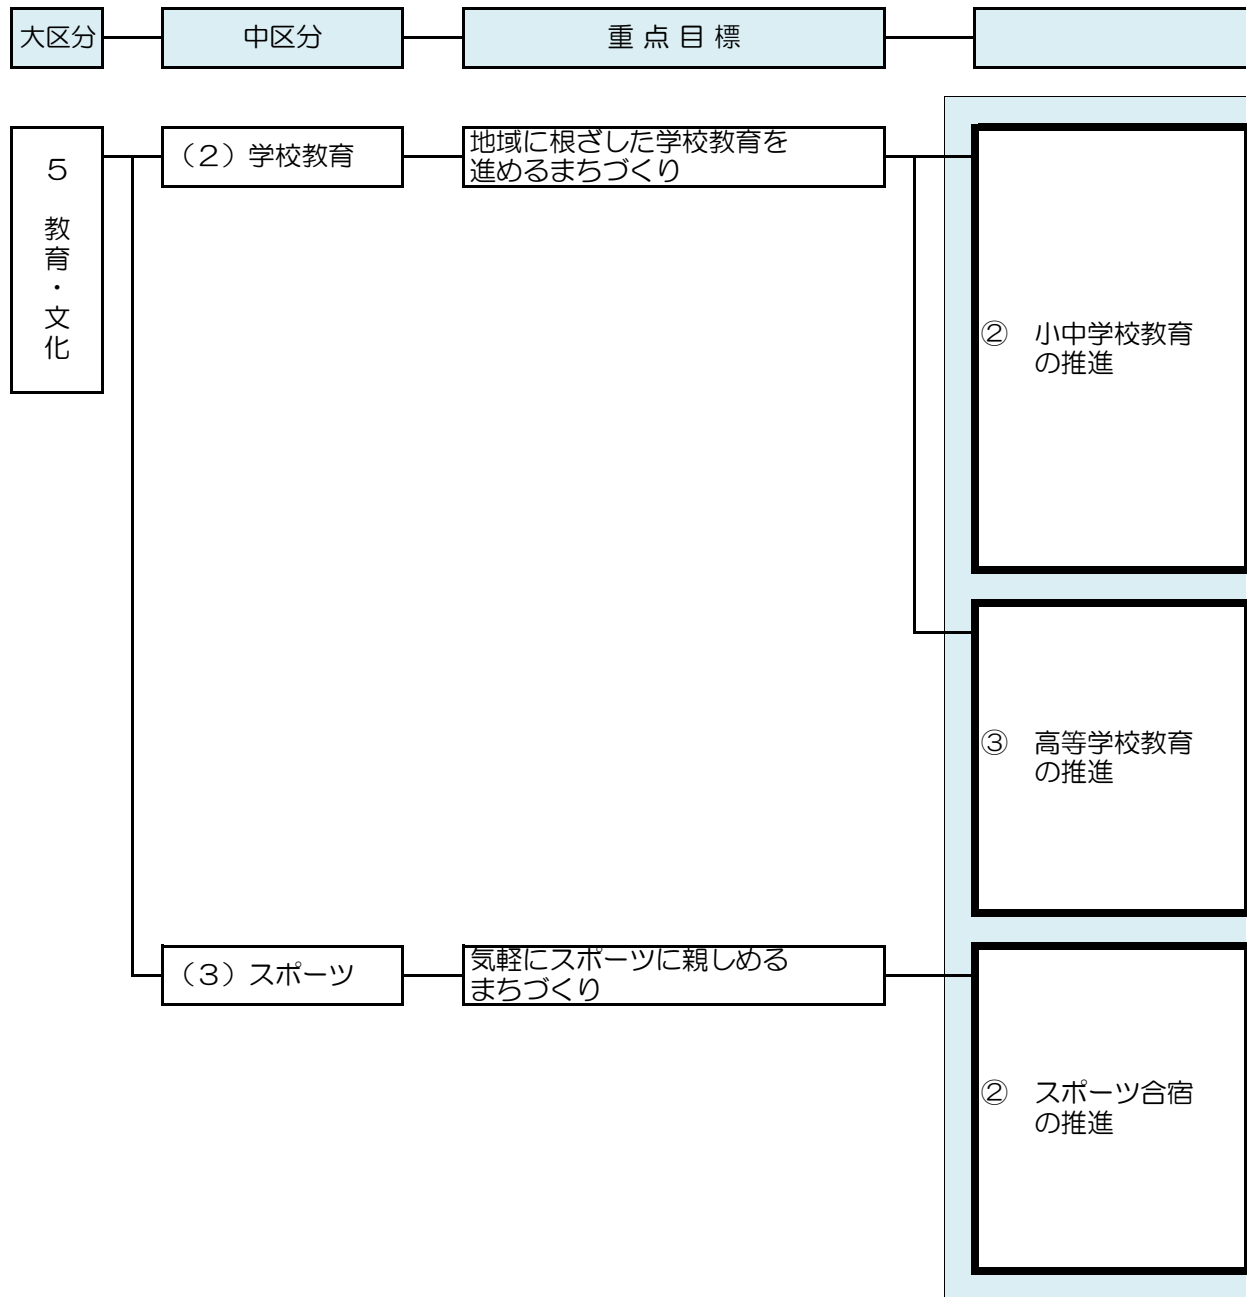 大区分
中区分
重 点 目 標
5 教育・文化
(2)学校教育
地域に根ざした学校教育を
進めるまちづくり
② 小中学校教育
の推進
③ 高等学校教育
の推進
(3)スポーツ
気軽にスポーツに親しめる
まちづくり
② スポーツ合宿
の推進